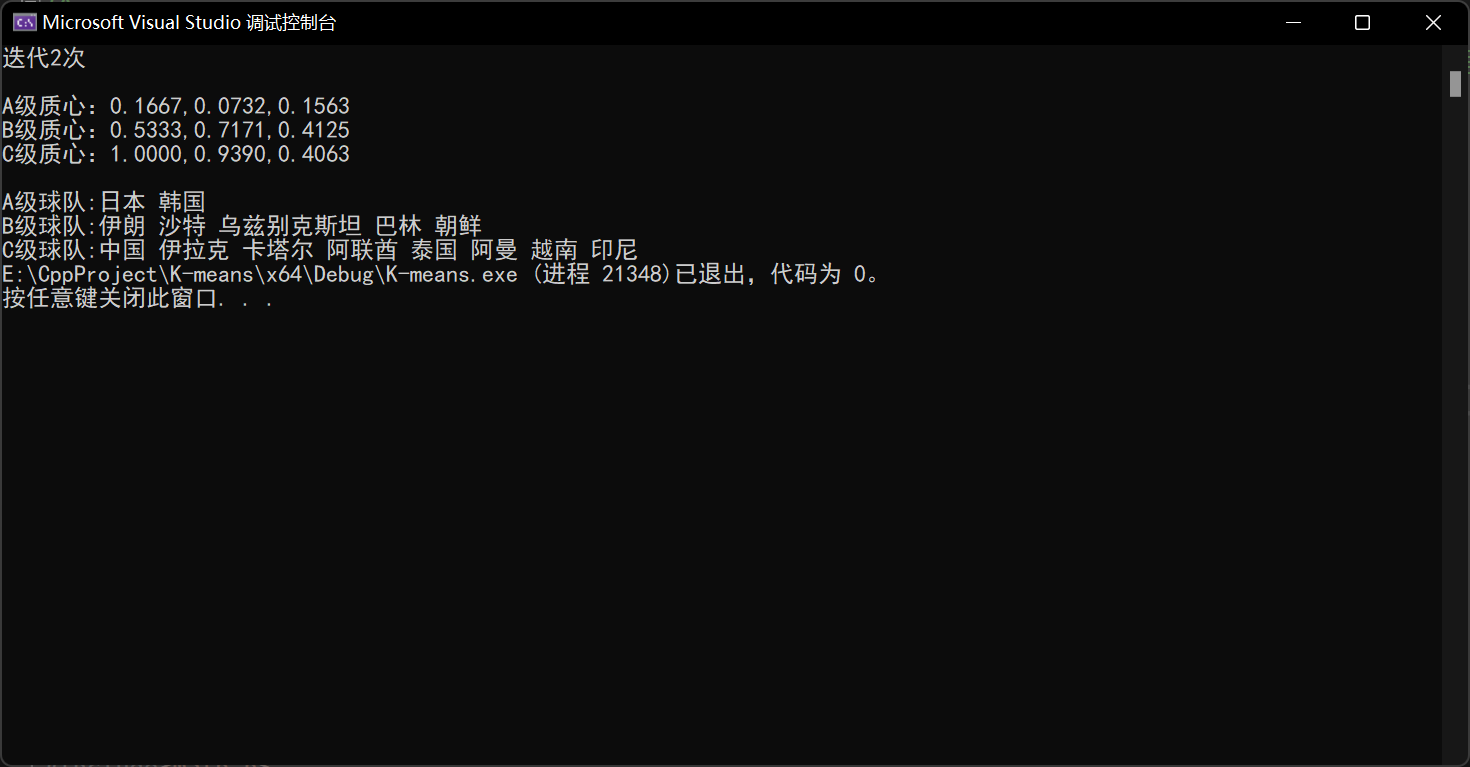 Microsoft Visual Studio 调试控制台
迭代2次
A级质心：0.1667,0.0732,0.1563
B级质心：0.5333,0.7171,0.4125
C级质心：1.0000,0.9390,0.4063
A级球队:日本 韩国
B级球队:伊朗 沙特 乌兹别克斯坦 巴林 朝鲜
C级球队:中国 伊拉克 卡塔尔 阿联酋 泰国 阿曼 越南 印尼
E:\CppProject\K-means\x64\Debug\K-means.exe (进程 21348)已退出，代码为 0。
按任意键关闭此窗口. . .